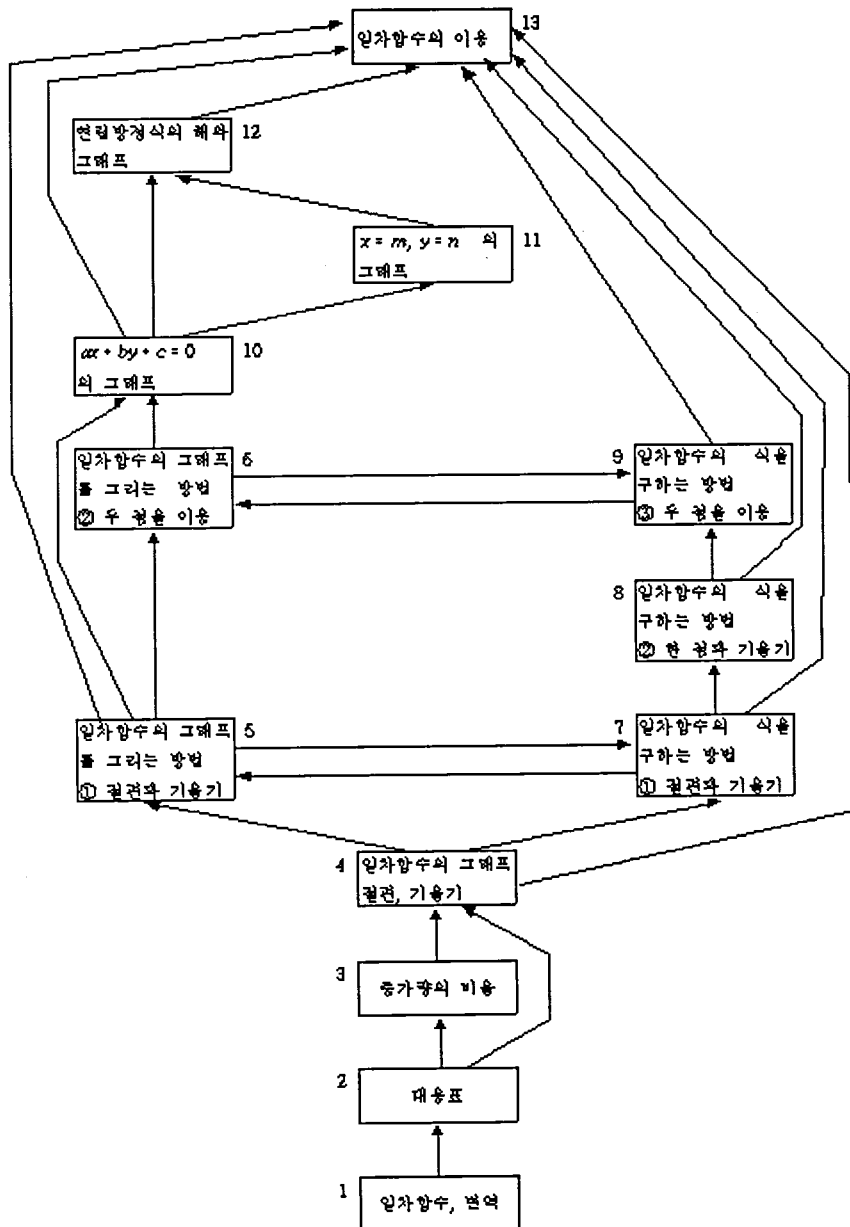 13
일차함수의 이용
연립방정식의 해와 12
그래프
x = m, y = n 의 11
그래프
ax + by + c = 0 10
의 그래프
일차함수의 그래프 6
를 그리는 방법
② 두 점을 이용
9 일차함수의 식을
구하는 방법
③ 두 점을 이용
8 일차함수의 식을
구하는 방법
② 한 점과 기울기
일차함수의 그래프 5
를 그리는 방법
① 절편과 기울기
7 일차함수의 식을
구하는 방법
① 절편과 기울기
4 일차함수의 그래프
절편, 기울기
3 증가량의 비율
2 대응표
1 일차함수, 변역